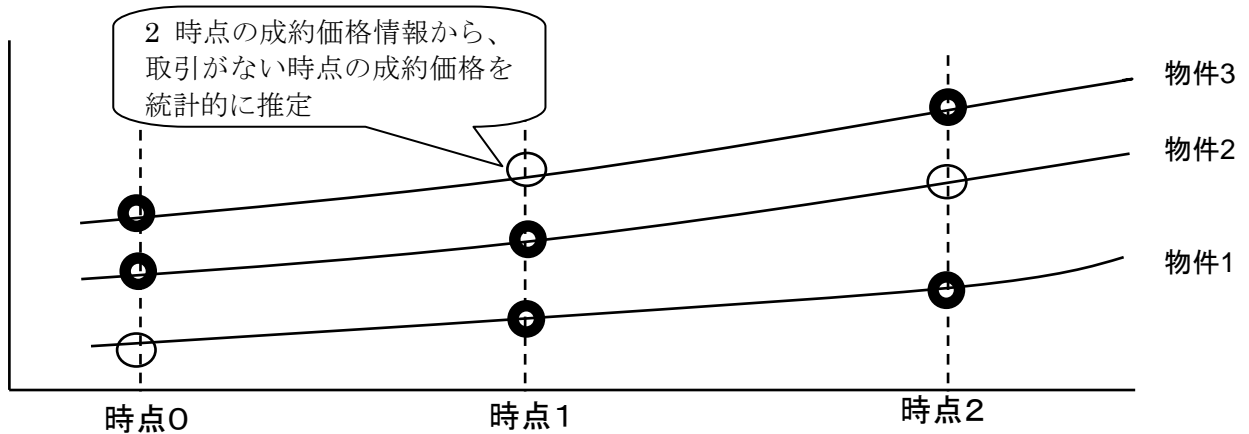 2 時点の成約価格情報から、
取引がない時点の成約価格を
統計的に推定
物件3
物件2
物件1
時点0
時点1
時点2